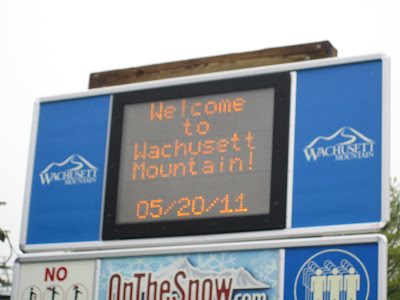 Welcome
to
Wachusett
Mountain!
05/20/11
WACHUSETT
MOUNTAIN
WACHUSETT
MOUNTAIN
NO
OnTheSnow.com